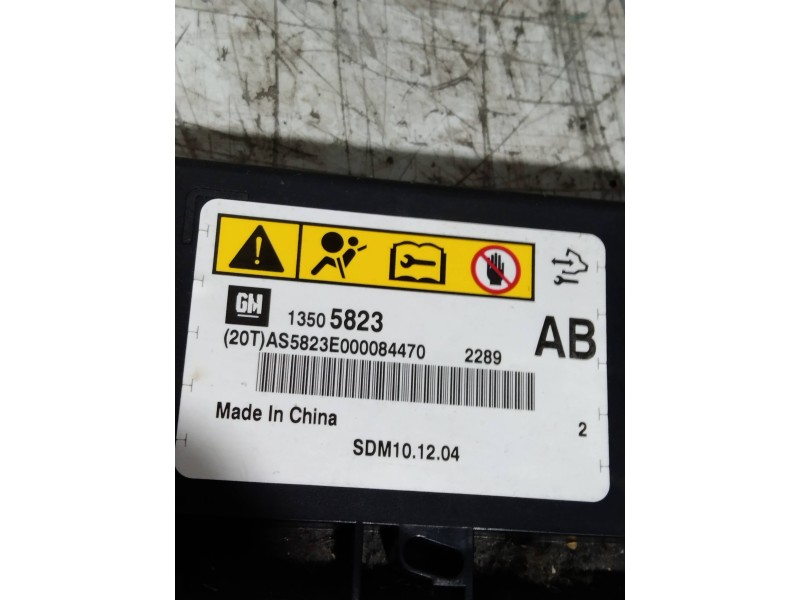 GM 1350 5823 AB
(20T)AS5823E000084470 2289
Made In China 2
SDM10.12.04